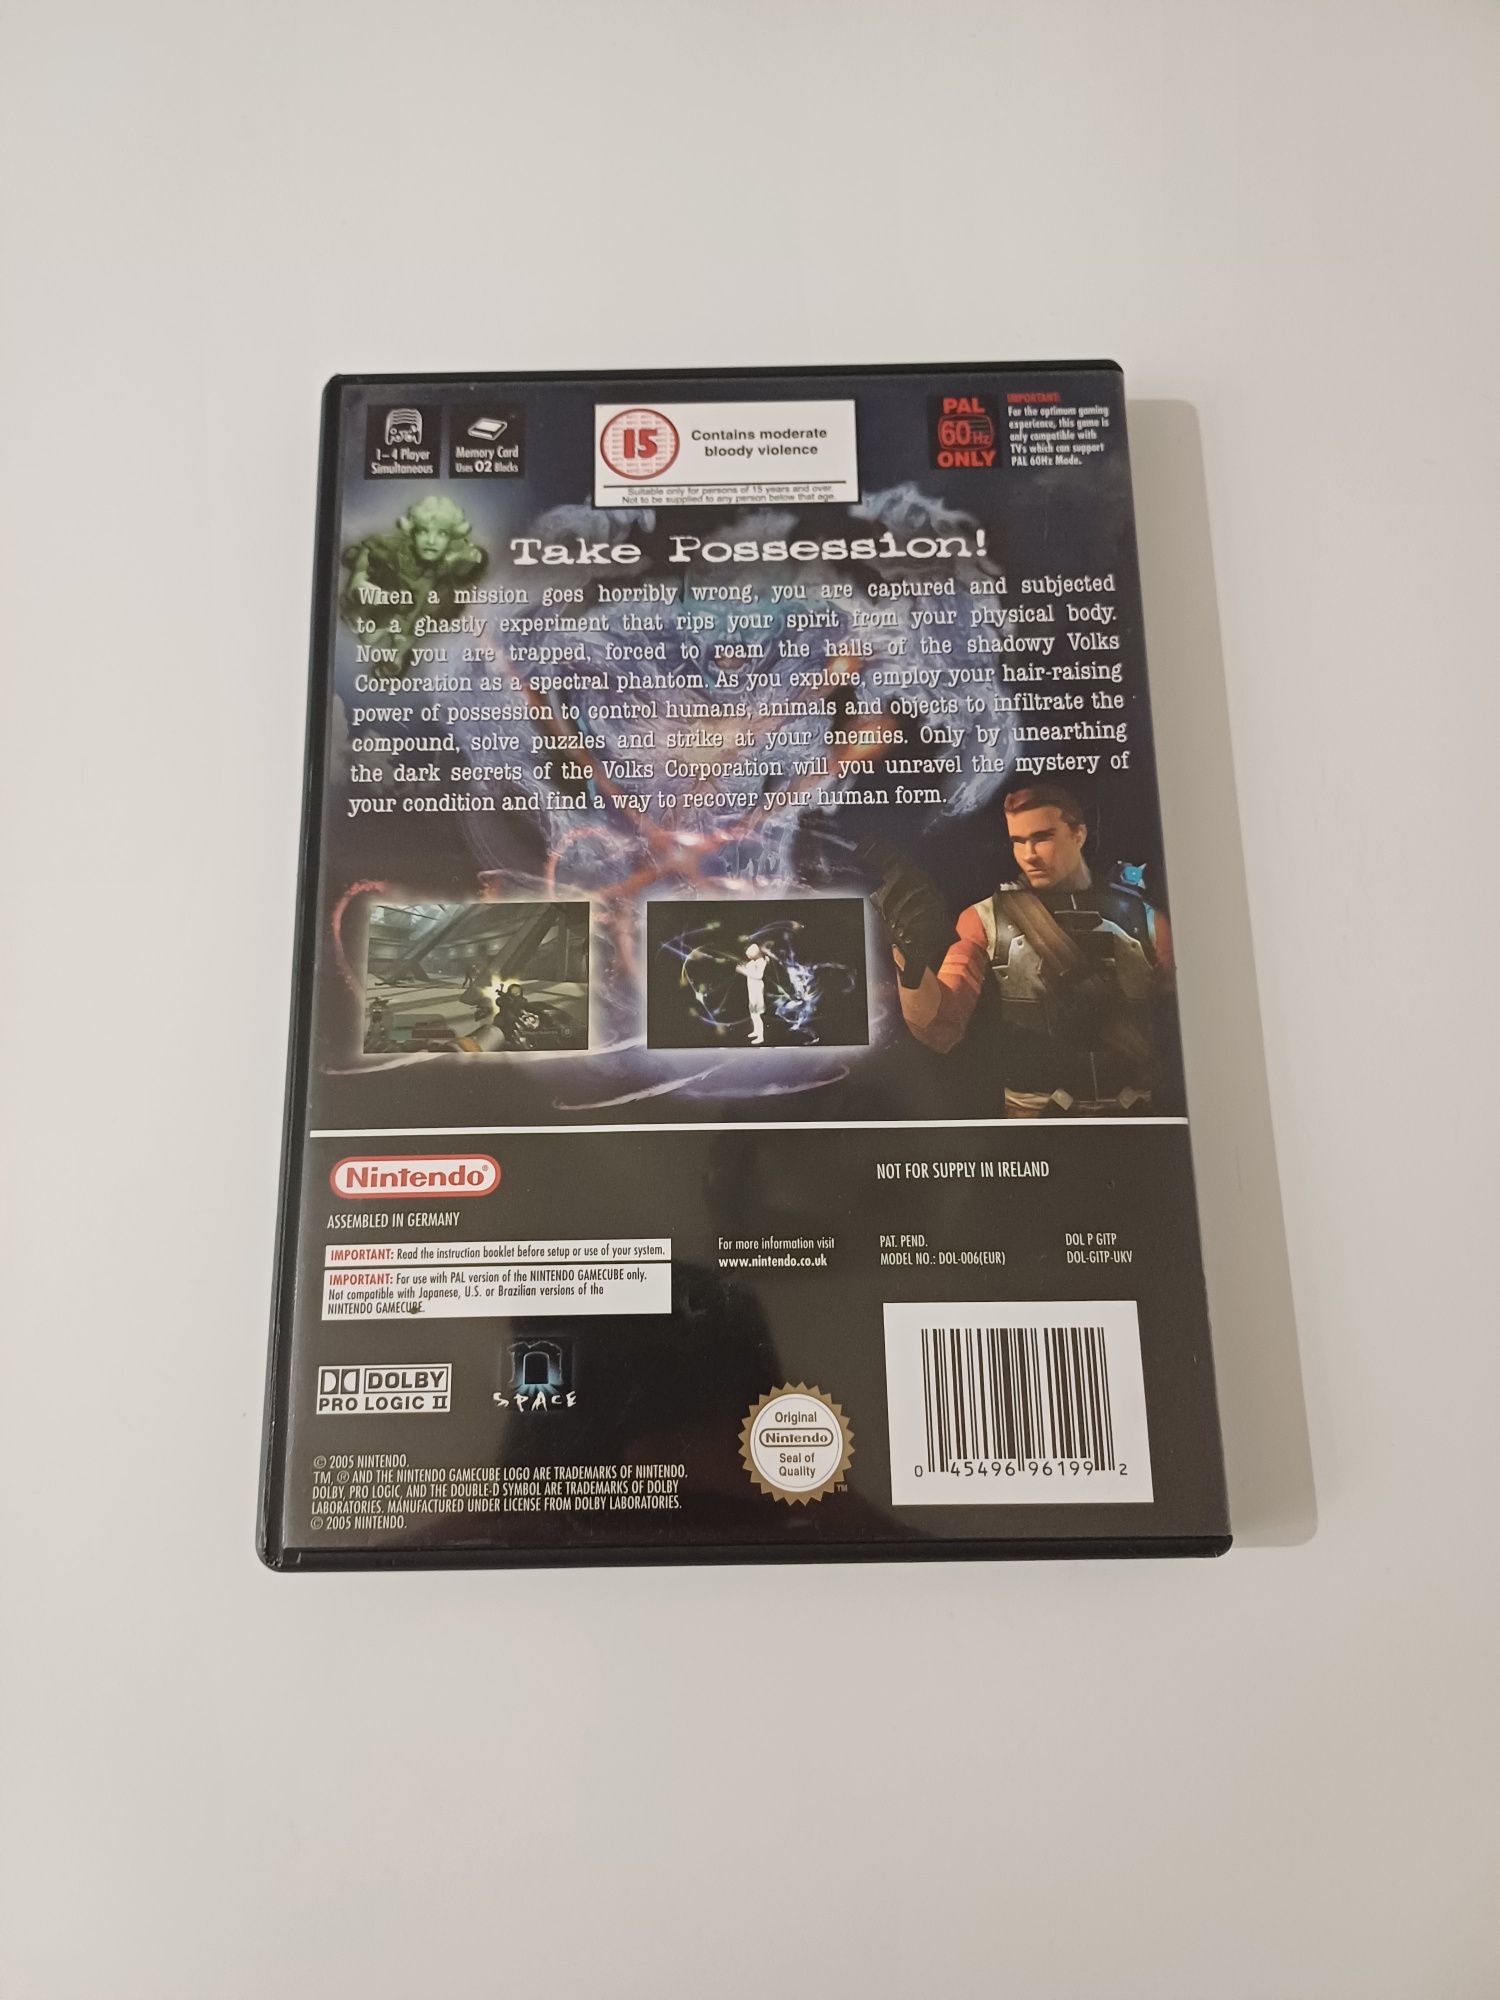 1-4 Player
Simultaneous
Memory Card
Uses 02 Blocks
15
Contains moderate
bloody violence
Suitable only for persons of 15 years and over.
Not to be supplied to any person below that age.
PAL
60Hz
ONLY
IMPORTANT:
For the optimum gaming
experience, this game is
only compatible with
TVs which can support
PAL 60Hz Mode.
Take Possession!
When a mission goes horribly wrong, you are captured and subjected
to a ghastly experiment that rips your spirit from your physical body.
Now you are trapped, forced to roam the halls of the shadowy Volks
Corporation as a spectral phantom. As you explore, employ your hair-raising
power of possession to control humans, animals and objects to infiltrate the
compound, solve puzzles and strike at your enemies. Only by unearthing
the dark secrets of the Volks Corporation will you unravel the mystery of
your condition and find a way to recover your human form.
Nintendo®
NOT FOR SUPPLY IN IRELAND
ASSEMBLED IN GERMANY
IMPORTANT: Read the instruction booklet before setup or use of your system.
IMPORTANT: For use with PAL version of the NINTENDO GAMECUBE only.
Not compatible with Japanese, U.S. or Brazilian versions of the
NINTENDO GAMECUBE.
For more information visit
www.nintendo.co.uk
PAT. PEND.
MODEL NO.: DOL-006(EUR)
DOL P GITP
DOL-GITP-UKV
DOLBY
PRO LOGIC II
n
SPACE
Original
Nintendo
Seal of
Quality
TM
0 45496 96199 2
© 2005 NINTENDO.
TM, ® AND THE NINTENDO GAMECUBE LOGO ARE TRADEMARKS OF NINTENDO.
DOLBY, PRO LOGIC, AND THE DOUBLE-D SYMBOL ARE TRADEMARKS OF DOLBY
LABORATORIES. MANUFACTURED UNDER LICENSE FROM DOLBY LABORATORIES.
© 2005 NINTENDO.